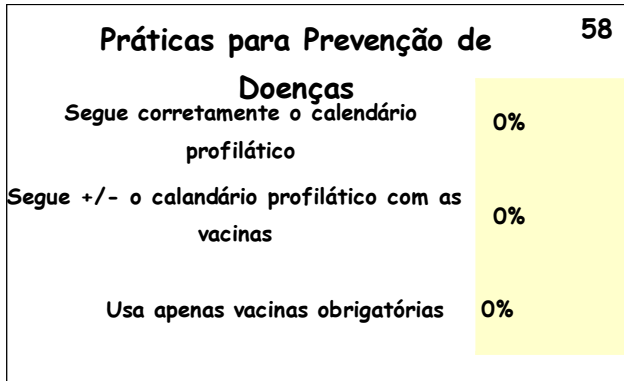 Práticas para Prevenção de
58
Doenças
Segue corretamente o calendário
profilático
0%
Segue +/- o calandário profilático com as
vacinas
0%
Usa apenas vacinas obrigatórias
0%